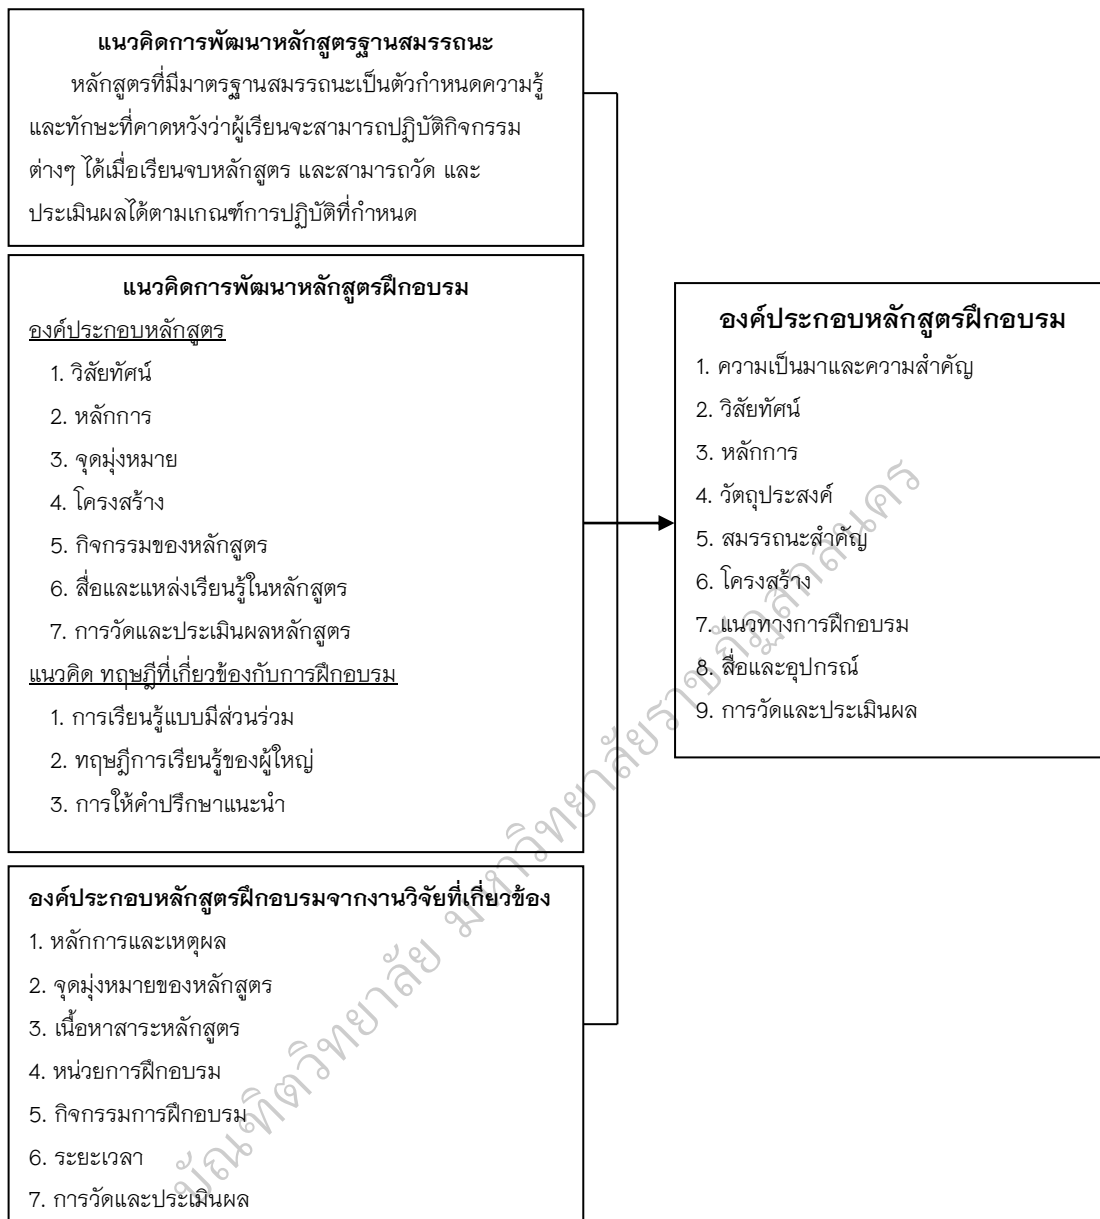 แนวคิดการพัฒนาหลักสูตรฐานสมรรถนะ
หลักสูตรที่มีมาตรฐานสมรรถนะเป็นตัวกำหนดความรู้
และทักษะที่คาดหวังว่าผู้เรียนจะสามารถปฏิบัติกิจกรรม
ต่างๆ ได้เมื่อเรียนจบหลักสูตร และสามารถวัด และ
ประเมินผลได้ตามเกณฑ์การปฏิบัติที่กำหนด
แนวคิดการพัฒนาหลักสูตรฝึกอบรม
องค์ประกอบหลักสูตร
1. วิสัยทัศน์
2. หลักการ
3. จุดมุ่งหมาย
4. โครงสร้าง
5. กิจกรรมของหลักสูตร
6. สื่อและแหล่งเรียนรู้ในหลักสูตร
7. การวัดและประเมินผลหลักสูตร
แนวคิด ทฤษฎีที่เกี่ยวข้องกับการฝึกอบรม
1. การเรียนรู้แบบมีส่วนร่วม
2. ทฤษฎีการเรียนรู้ของผู้ใหญ่
3. การให้คำปรึกษาแนะนำ
องค์ประกอบหลักสูตรฝึกอบรมจากงานวิจัยที่เกี่ยวข้อง
1. หลักการและเหตุผล
2. จุดมุ่งหมายของหลักสูตร
3. เนื้อหาสาระหลักสูตร
4. หน่วยการฝึกอบรม
5. กิจกรรมการฝึกอบรม
6. ระยะเวลา
7. การวัดและประเมินผล
องค์ประกอบหลักสูตรฝึกอบรม
1. ความเป็นมาและความสำคัญ
2. วิสัยทัศน์
3. หลักการ
4. วัตถุประสงค์
5. สมรรถนะสำคัญ
6. โครงสร้าง
7. แนวทางการฝึกอบรม
8. สื่อและอุปกรณ์
9. การวัดและประเมินผล
บัณฑิตวิทยาลัย มหาวิทยาลัยราชภัฏสกลนคร